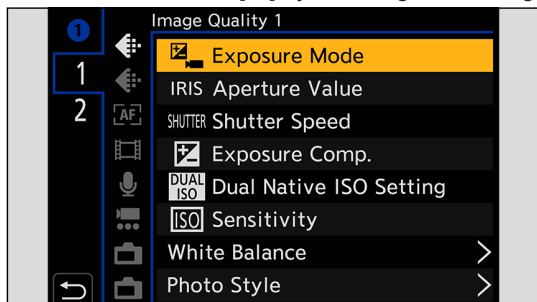 Image Quality 1
1
1
2
Exposure Mode
IRIS Aperture Value
SHUTTER Shutter Speed
Exposure Comp.
DUAL ISO Dual Native ISO Setting
ISO Sensitivity
AF
White Balance
Photo Style